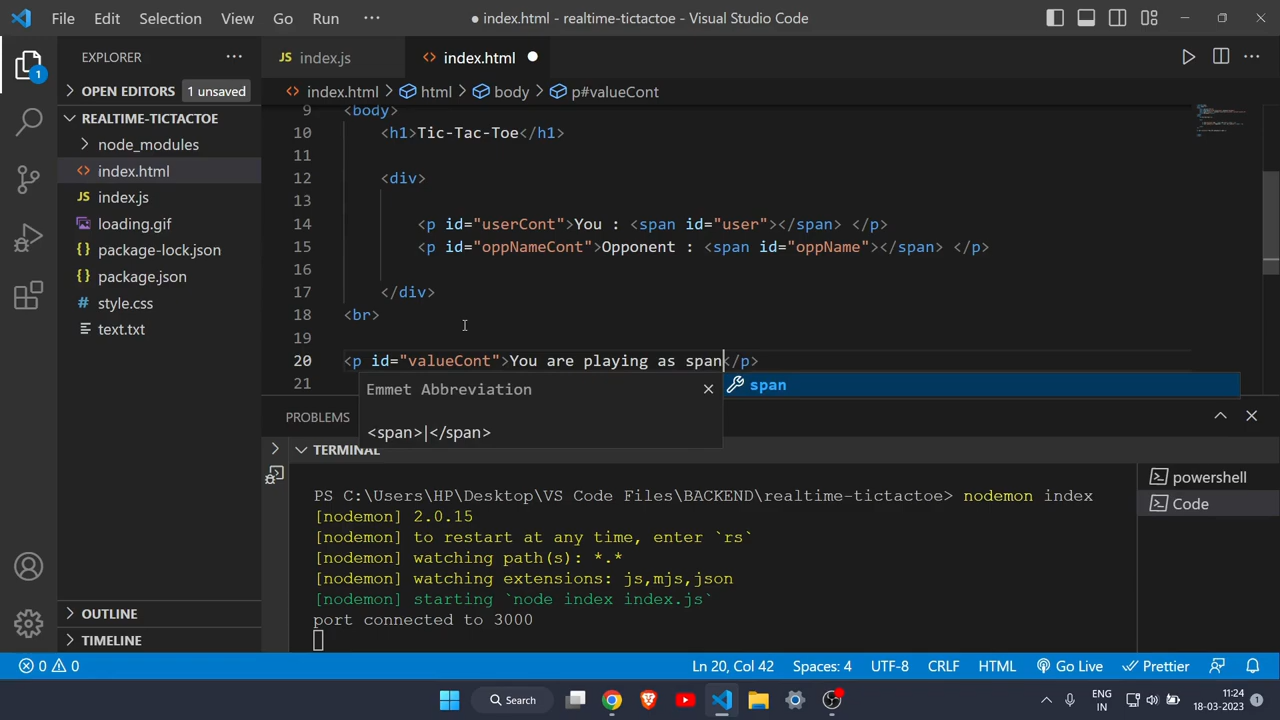 File Edit Selection View Go Run ··· ● index.html - realtime-tictactoe - Visual Studio Code
EXPLORER ···
JS index.js
<> index.html ●
1
OPEN EDITORS 1 unsaved
REALTIME-TICTACTOE
node_modules
<> index.html
JS index.js
loading.gif
{} package-lock.json
{} package.json
# style.css
text.txt
OUTLINE
TIMELINE
<> index.html > html > body > p#valueCont
9 <body>
10 <h1>Tic-Tac-Toe</h1>
11
12 <div>
13
14 <p id="userCont">You : <span id="user"></span> </p>
15 <p id="oppNameCont">Opponent : <span id="oppName"></span> </p>
16
17 </div>
18 <br>
19
20 <p id="valueCont">You are playing as span</p>
21
Emmet Abbreviation
<span>|</span>
span
PROBLEMS
TERMINAL
PS C:\Users\HP\Desktop\VS Code Files\BACKEND\realtime-tictactoe> nodemon index
[nodemon] 2.0.15
[nodemon] to restart at any time, enter `rs`
[nodemon] watching path(s): *.*
[nodemon] watching extensions: js,mjs,json
[nodemon] starting `node index index.js`
port connected to 3000
powershell
Code
0 0 Ln 20, Col 42 Spaces: 4 UTF-8 CRLF HTML Go Live Prettier
Search
ENG
IN
11:24
18-03-2023
1